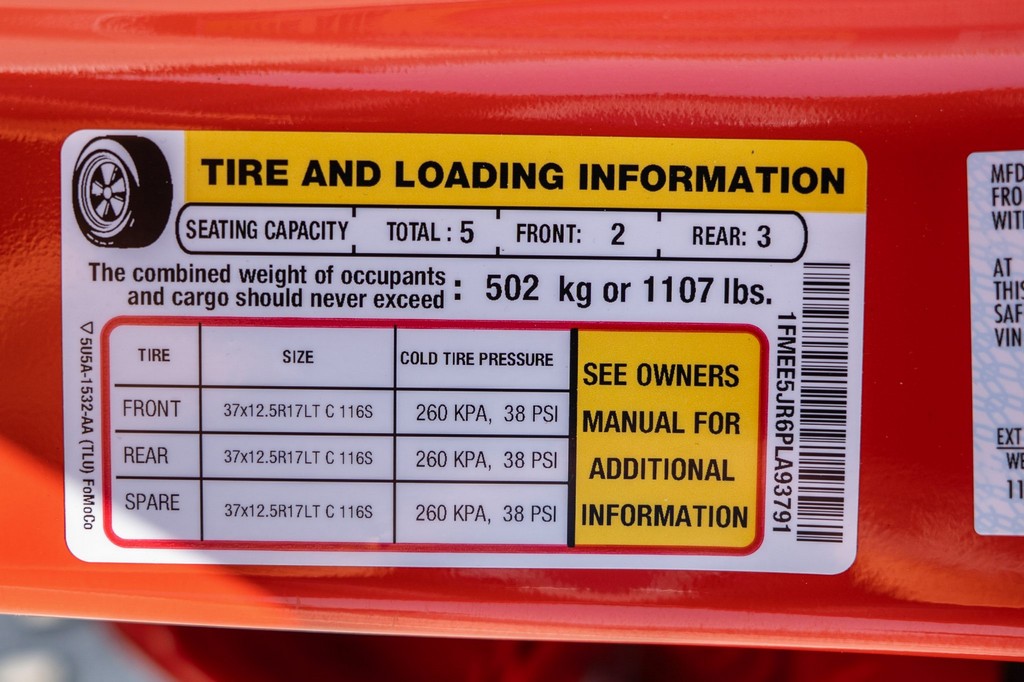 TIRE AND LOADING INFORMATION
SEATING CAPACITY TOTAL : 5 FRONT: 2 REAR: 3
The combined weight of occupants
and cargo should never exceed : 502 kg or 1107 lbs.
TIRE SIZE COLD TIRE PRESSURE
FRONT 37x12.5R17LT C 116S 260 KPA, 38 PSI
REAR 37x12.5R17LT C 116S 260 KPA, 38 PSI
SPARE 37x12.5R17LT C 116S 260 KPA, 38 PSI
SEE OWNERS
MANUAL FOR
ADDITIONAL
INFORMATION
▽5U5A-1532-AA (TLU) FoMoCo
1FMEE5JR6PLA93791
MFD
FRO
WITH
AT
THIS
SAF
VIN
EXT
WE
11